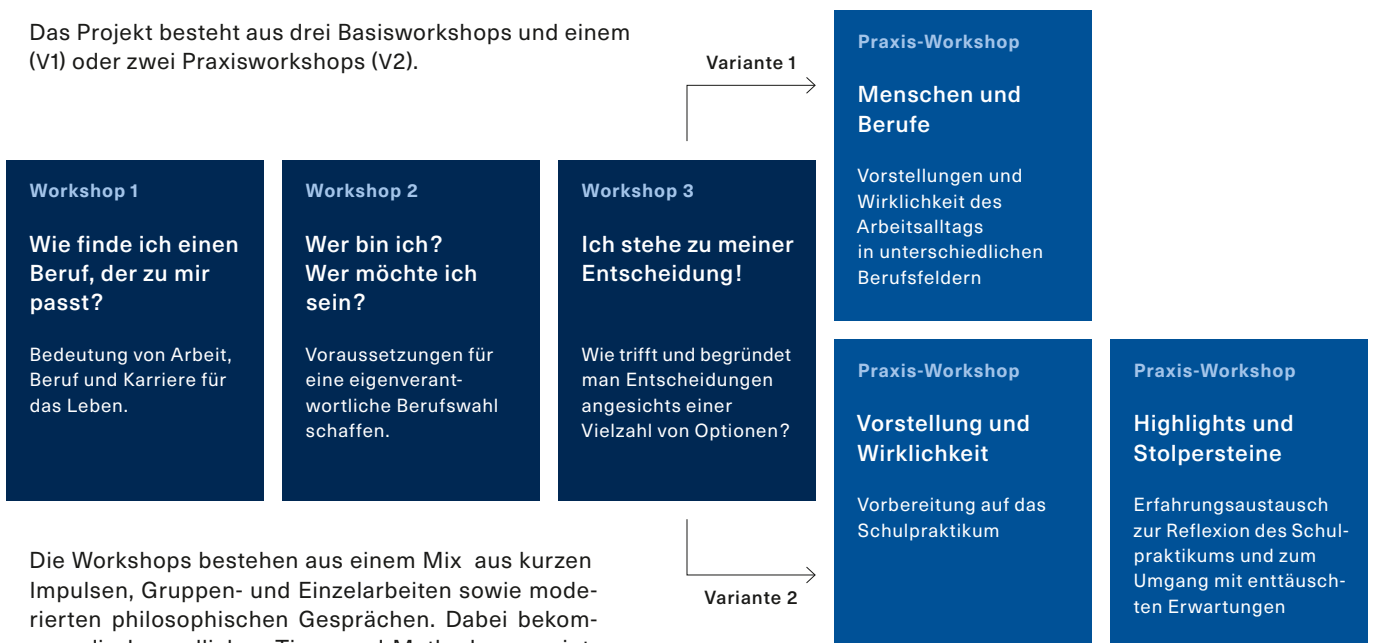 Das Projekt besteht aus drei Basisworkshops und einem
(V1) oder zwei Praxisworkshops (V2).
Workshop 1
Wie finde ich einen
Beruf, der zu mir
passt?
Bedeutung von Arbeit,
Beruf und Karriere für
das Leben.
Workshop 2
Wer bin ich?
Wer möchte ich
sein?
Voraussetzungen für
eine eigenverant-
wortliche Berufswahl
schaffen.
Workshop 3
Ich stehe zu meiner
Entscheidung!
Wie trifft und begründet
man Entscheidungen
angesichts einer
Vielzahl von Optionen?
Variante 1
Praxis-Workshop
Menschen und
Berufe
Vorstellungen und
Wirklichkeit des
Arbeitsalltags
in unterschiedlichen
Berufsfeldern
Variante 2
Praxis-Workshop
Vorstellung und
Wirklichkeit
Vorbereitung auf das
Schulpraktikum
Praxis-Workshop
Highlights und
Stolpersteine
Erfahrungsaustausch
zur Reflexion des Schul-
praktikums und zum
Umgang mit enttäusch-
ten Erwartungen
Die Workshops bestehen aus einem Mix aus kurzen
Impulsen, Gruppen- und Einzelarbeiten sowie mode-
rierten philosophischen Gesprächen. Dabei bekom-